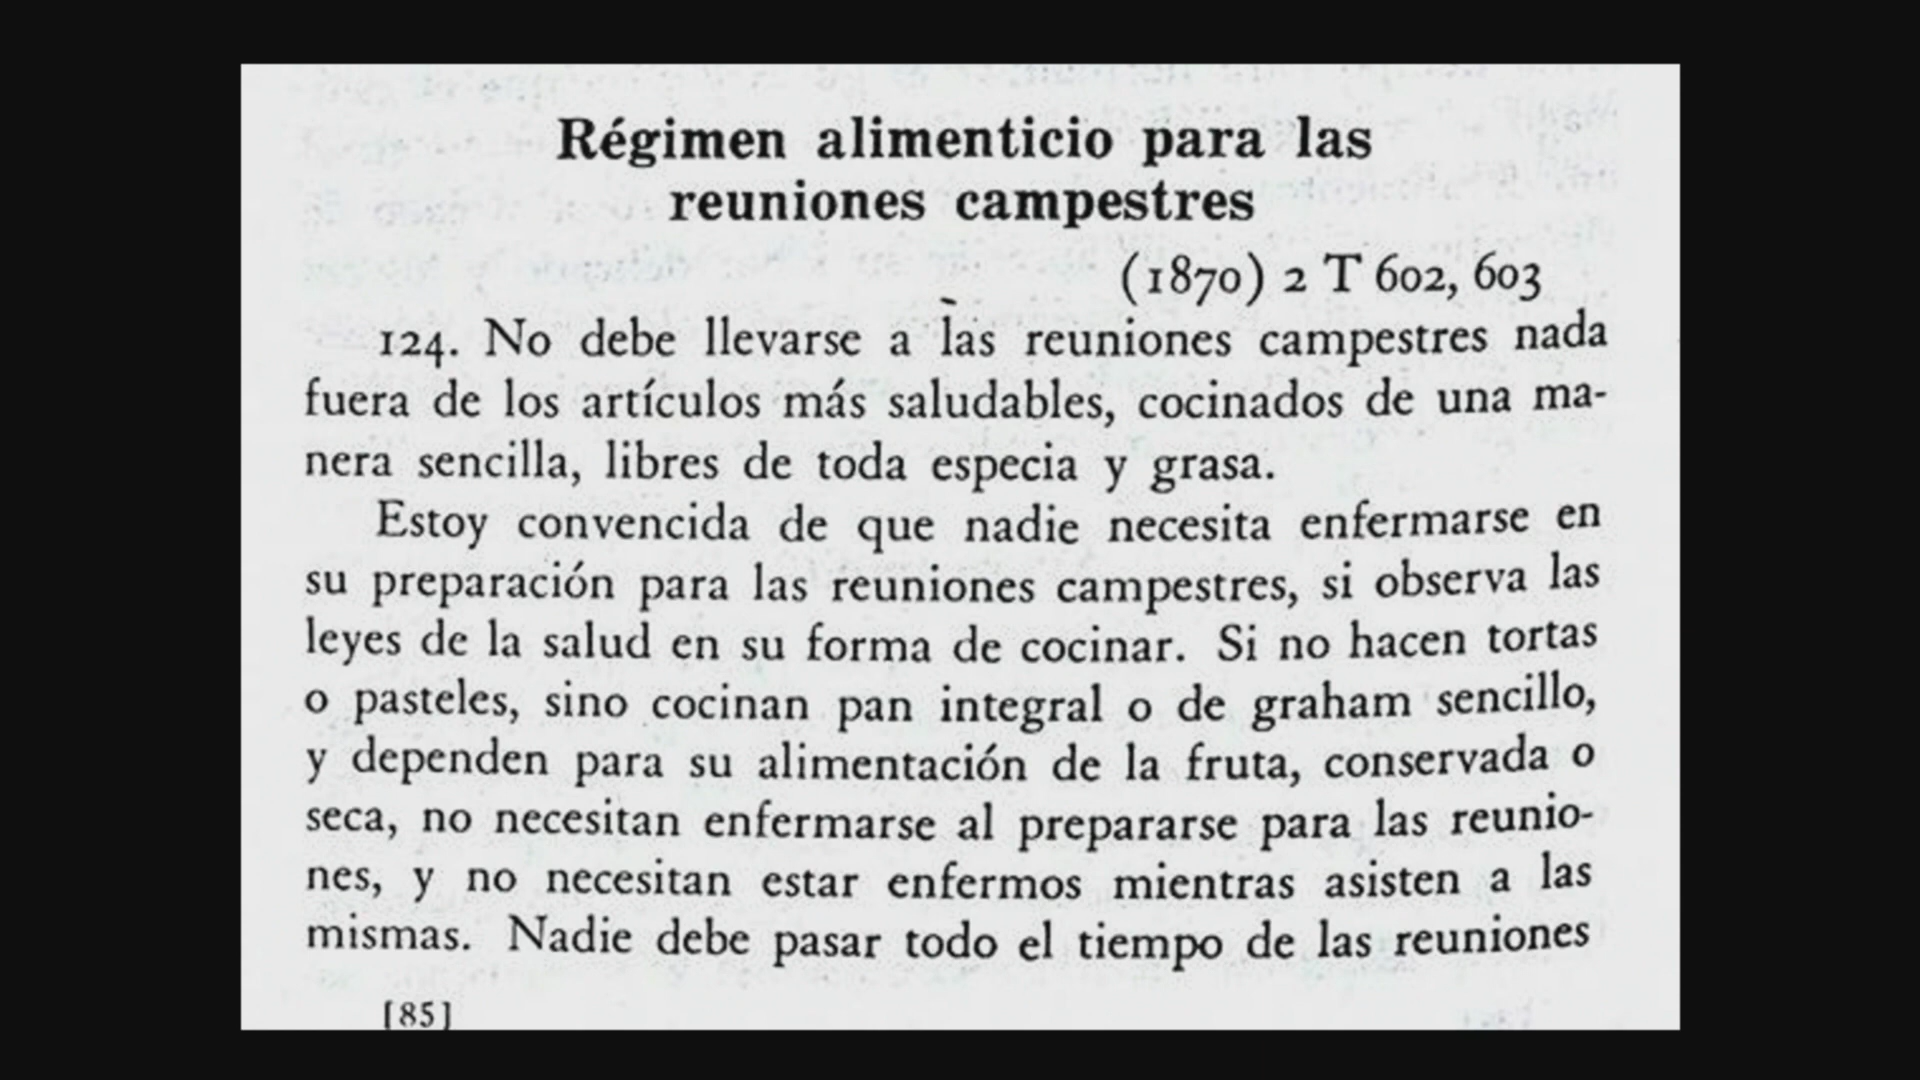 Régimen alimenticio para las
reuniones campestres
(1870) 2 T 602, 603
124. No debe llevarse a las reuniones campestres nada
fuera de los artículos más saludables, cocinados de una ma-
nera sencilla, libres de toda especia y grasa.
Estoy convencida de que nadie necesita enfermarse en
su preparación para las reuniones campestres, si observa las
leyes de la salud en su forma de cocinar. Si no hacen tortas
o pasteles, sino cocinan pan integral o de graham sencillo,
y dependen para su alimentación de la fruta, conservada o
seca, no necesitan enfermarse al prepararse para las reunio-
nes, y no necesitan estar enfermos mientras asisten a las
mismas. Nadie debe pasar todo el tiempo de las reuniones
[85]